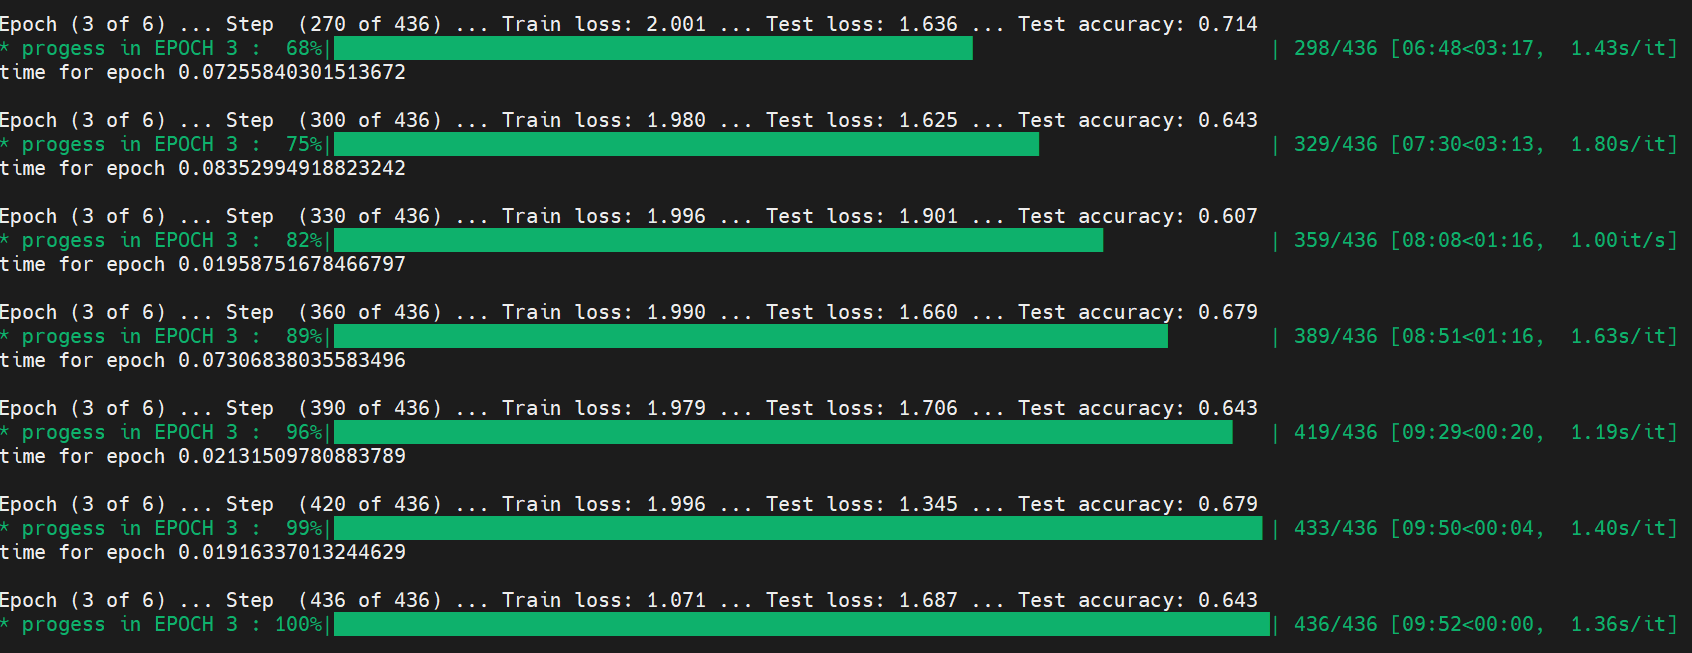 Epoch (3 of 6) ... Step  (270 of 436) ... Train loss: 2.001 ... Test loss: 1.636 ... Test accuracy: 0.714
* progess in EPOCH 3 :  68%| | 298/436 [06:48<03:17,  1.43s/it]
time for epoch 0.07255840301513672
Epoch (3 of 6) ... Step  (300 of 436) ... Train loss: 1.980 ... Test loss: 1.625 ... Test accuracy: 0.643
* progess in EPOCH 3 :  75%| | 329/436 [07:30<03:13,  1.80s/it]
time for epoch 0.08352994918823242
Epoch (3 of 6) ... Step  (330 of 436) ... Train loss: 1.996 ... Test loss: 1.901 ... Test accuracy: 0.607
* progess in EPOCH 3 :  82%| | 359/436 [08:08<01:16,  1.00it/s]
time for epoch 0.01958751678466797
Epoch (3 of 6) ... Step  (360 of 436) ... Train loss: 1.990 ... Test loss: 1.660 ... Test accuracy: 0.679
* progess in EPOCH 3 :  89%| | 389/436 [08:51<01:16,  1.63s/it]
time for epoch 0.07306838035583496
Epoch (3 of 6) ... Step  (390 of 436) ... Train loss: 1.979 ... Test loss: 1.706 ... Test accuracy: 0.643
* progess in EPOCH 3 :  96%| | 419/436 [09:29<00:20,  1.19s/it]
time for epoch 0.02131509780883789
Epoch (3 of 6) ... Step  (420 of 436) ... Train loss: 1.996 ... Test loss: 1.345 ... Test accuracy: 0.679
* progess in EPOCH 3 :  99%| | 433/436 [09:50<00:04,  1.40s/it]
time for epoch 0.01916337013244629
Epoch (3 of 6) ... Step  (436 of 436) ... Train loss: 1.071 ... Test loss: 1.687 ... Test accuracy: 0.643
* progess in EPOCH 3 : 100%| | 436/436 [09:52<00:00,  1.36s/it]